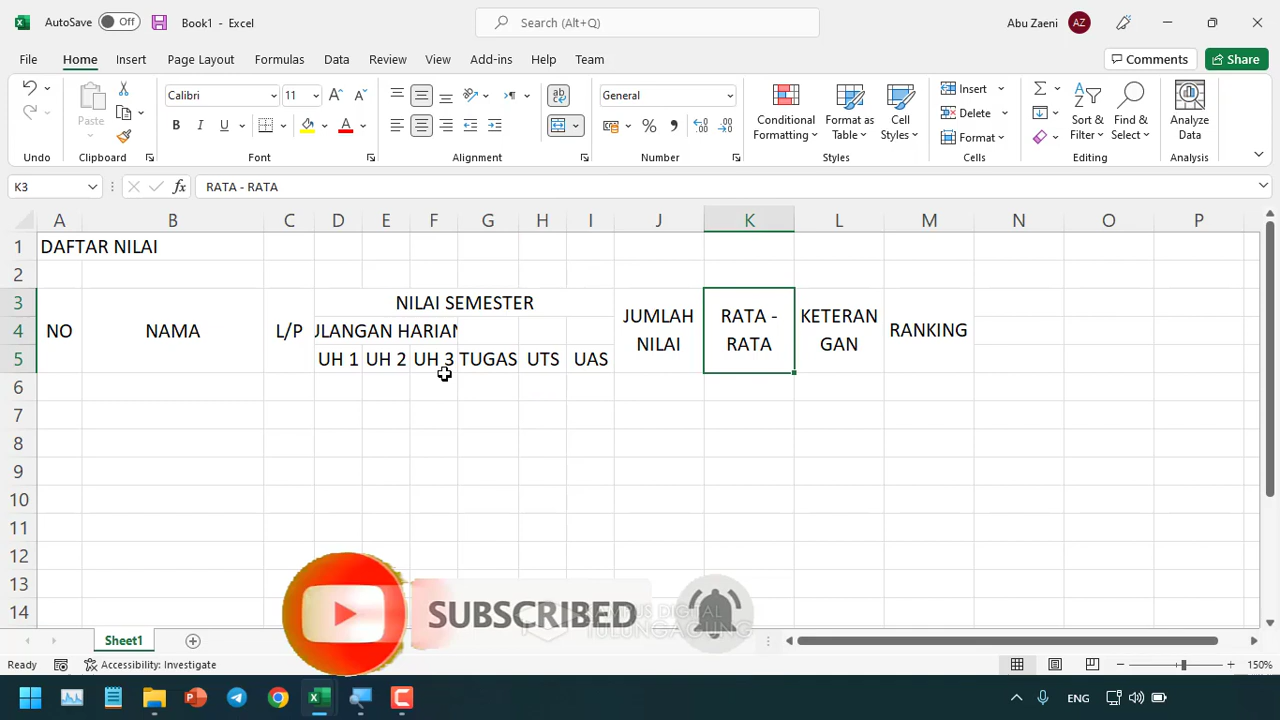 AutoSave Off Book1 - Excel Search (Alt+Q) Abu Zaeni AZ
File Home Insert Page Layout Formulas Data Review View Add-ins Help Team Comments Share
Calibri 11 General
Paste
Conditional Formatting
Format as Table
Cell Styles
Insert
Delete
Format
Sort & Filter
Find & Select
Analyze Data
Undo Clipboard Font Alignment Number Styles Cells Editing Analysis
K3 RATA - RATA
A B C D E F G H I J K L M N O P
1 DAFTAR NILAI
2
3 NILAI SEMESTER
4 NO NAMA L/P ULANGAN HARIAN JUMLAH NILAI RATA - RATA KETERANGAN RANKING
5 UH 1 UH 2 UH 3 TUGAS UTS UAS
6
7
8
9
10
11
12
13
14
SUBSCRIBED
KAMPUS DIGITAL
TULUNGAGUNG
Sheet1
Ready Accessibility: Investigate 150%
ENG